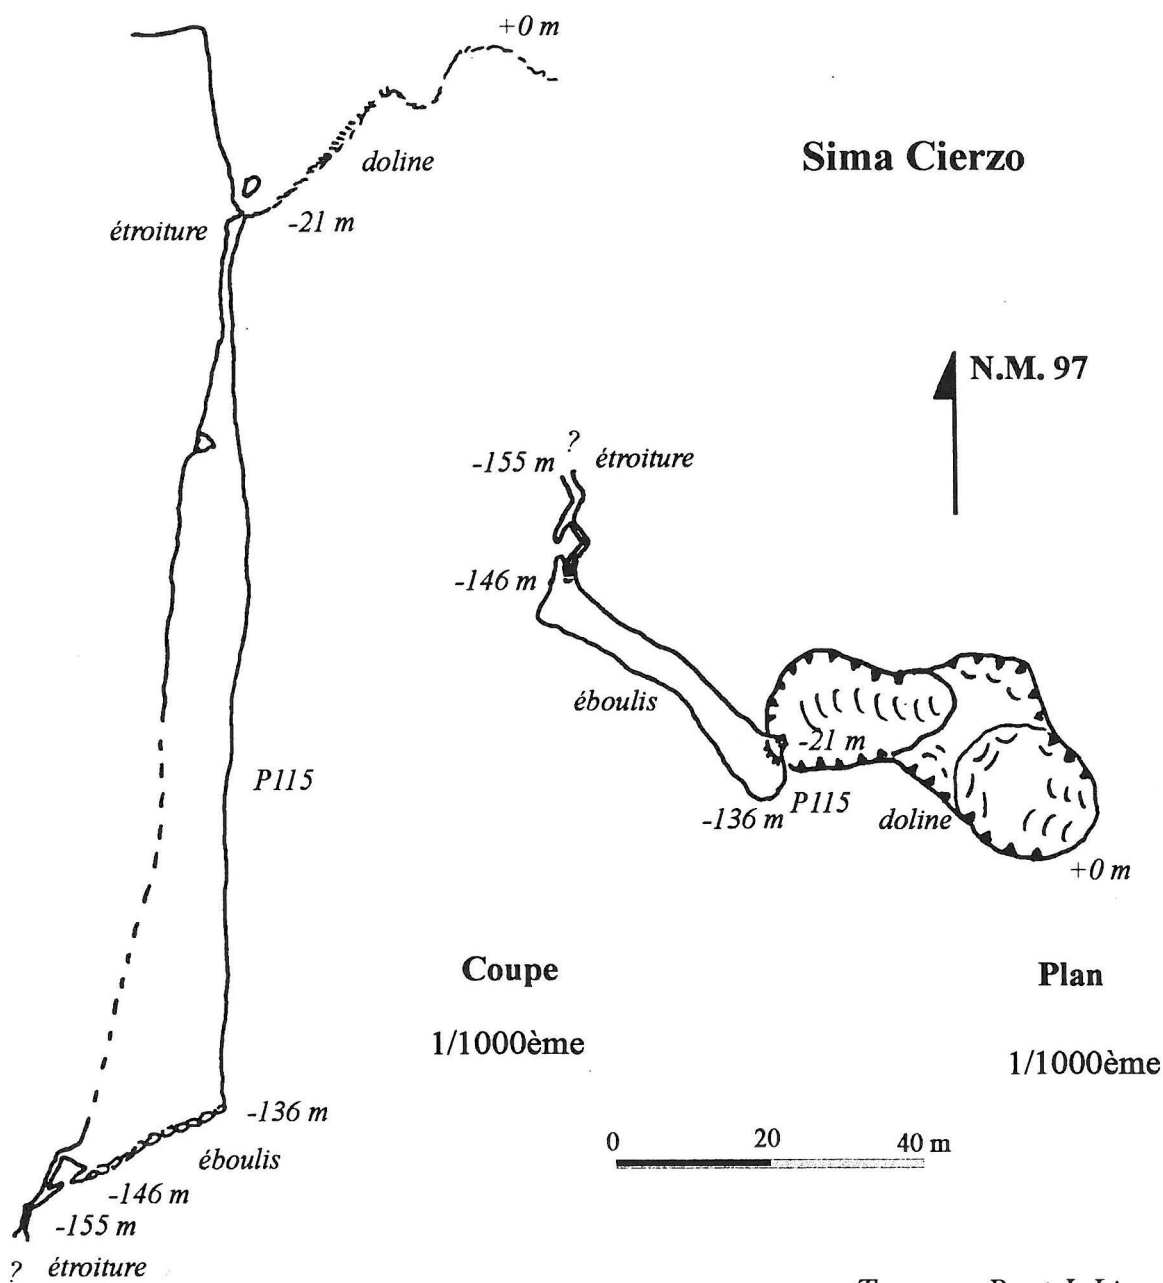 +0 m
Sima Cierzo
doline
étroiture
-21 m
N.M. 97
?
-155 m
étroiture
-146 m
éboulis
-21 m
P115
P115
-136 m
doline
+0 m
Coupe
Plan
1/1000ème
1/1000ème
-136 m
0 20 40 m
éboulis
-146 m
-155 m
? étroiture